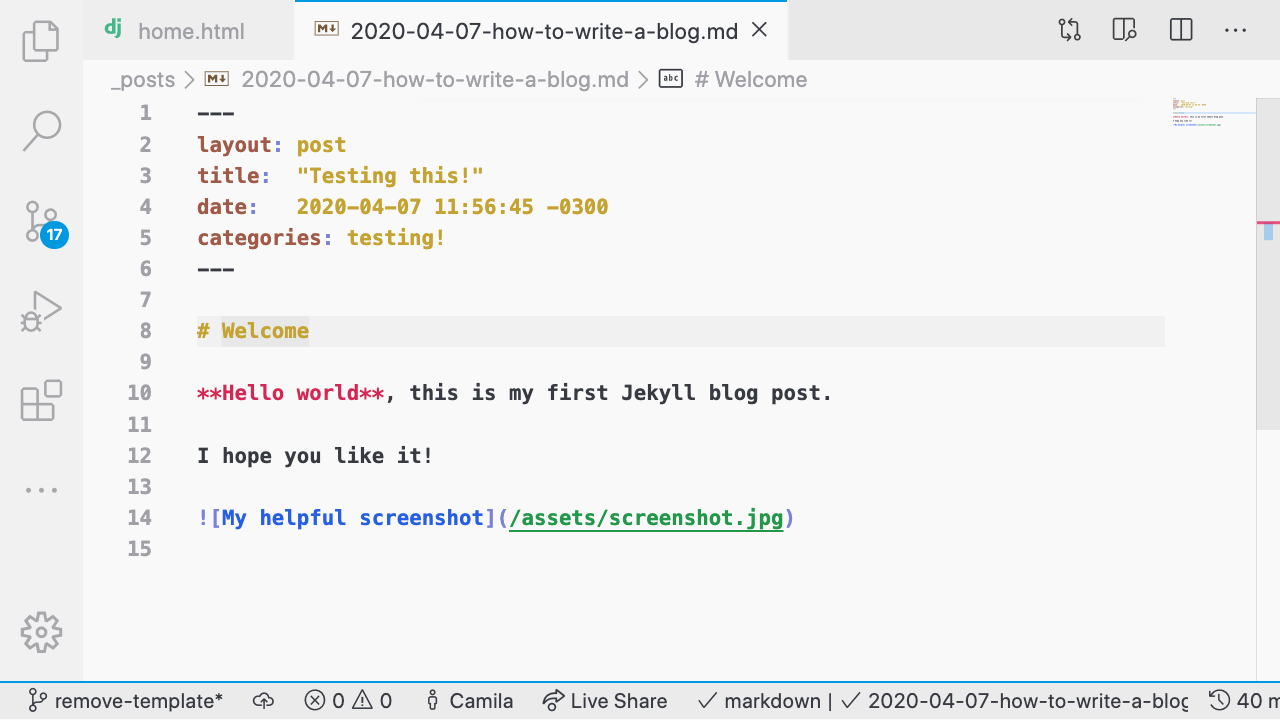 dj home.html
M↓ 2020-04-07-how-to-write-a-blog.md
_posts > M↓ 2020-04-07-how-to-write-a-blog.md > abc # Welcome
1 ---
2 layout: post
3 title:  "Testing this!"
4 date:   2020-04-07 11:56:45 -0300
5 categories: testing!
6 ---
7
8 # Welcome
9
10 **Hello world**, this is my first Jekyll blog post.
11
12 I hope you like it!
13
14 ![My helpful screenshot](/assets/screenshot.jpg)
15
17
remove-template* 0 0 Camila Live Share markdown | 2020-04-07-how-to-write-a-blog 40